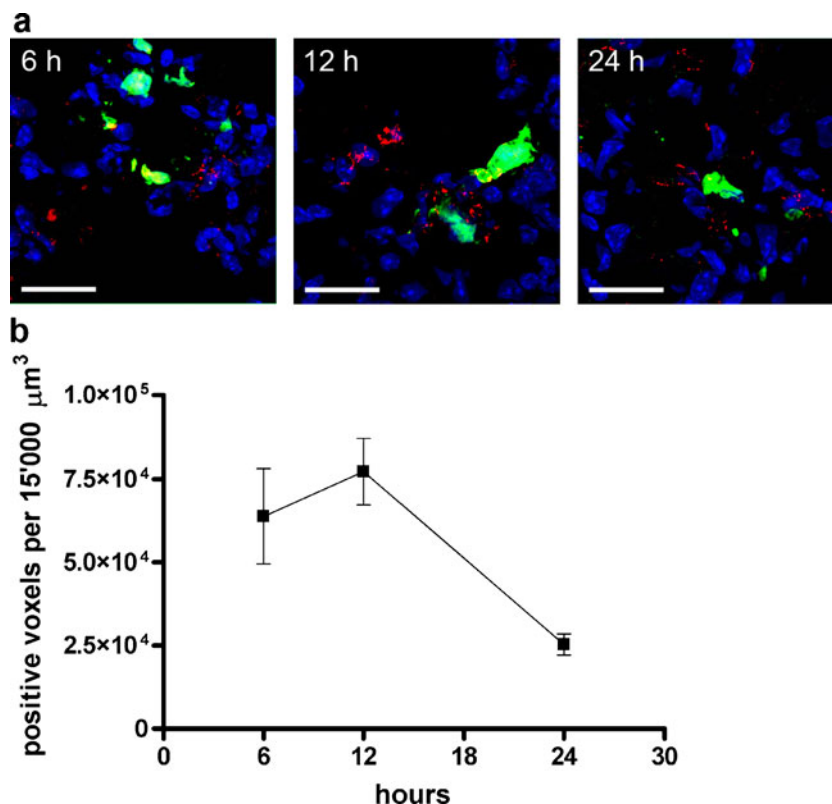 a
6 h
12 h
24 h
b
positive voxels per 15'000 μm³
1.0×10⁵
7.5×10⁴
5.0×10⁴
2.5×10⁴
0
0 6 12 18 24 30
hours